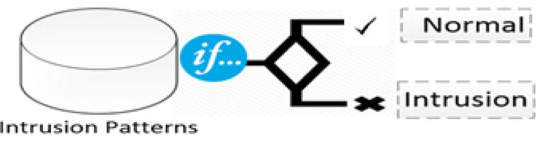 if...
Normal
Intrusion
Intrusion Patterns